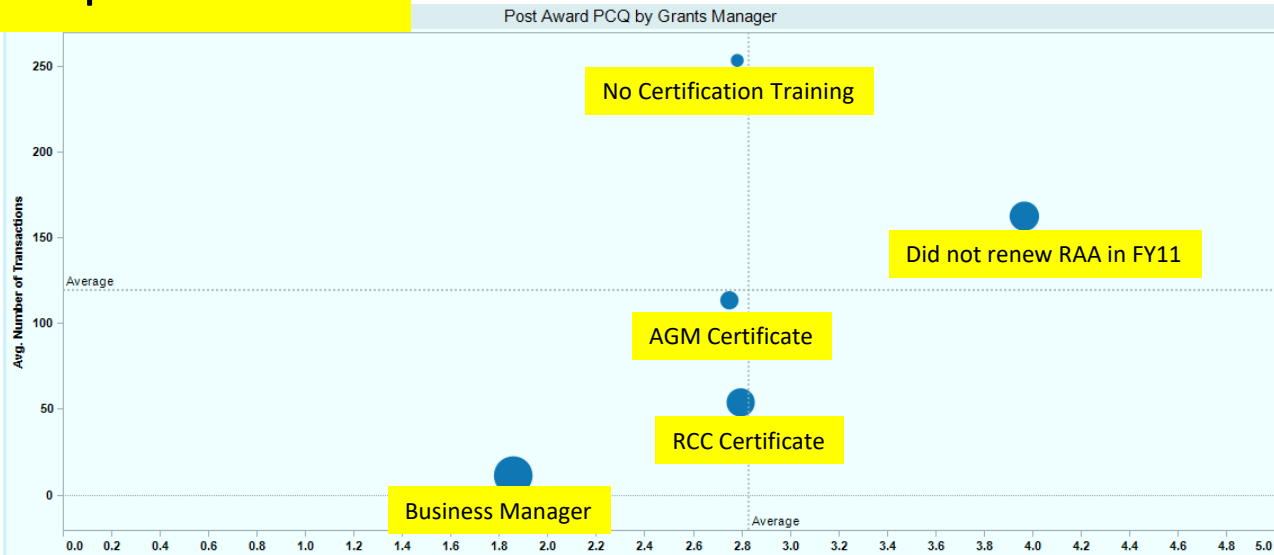 Post Award PCQ by Grants Manager
250
No Certification Training
200
Avg. Number of Transactions
150
Did not renew RAA in FY11
Average
100
AGM Certificate
50
RCC Certificate
0
Business Manager
Average
0.0 0.2 0.4 0.6 0.8 1.0 1.2 1.4 1.6 1.8 2.0 2.2 2.4 2.6 2.8 3.0 3.2 3.4 3.6 3.8 4.0 4.2 4.4 4.6 4.8 5.0